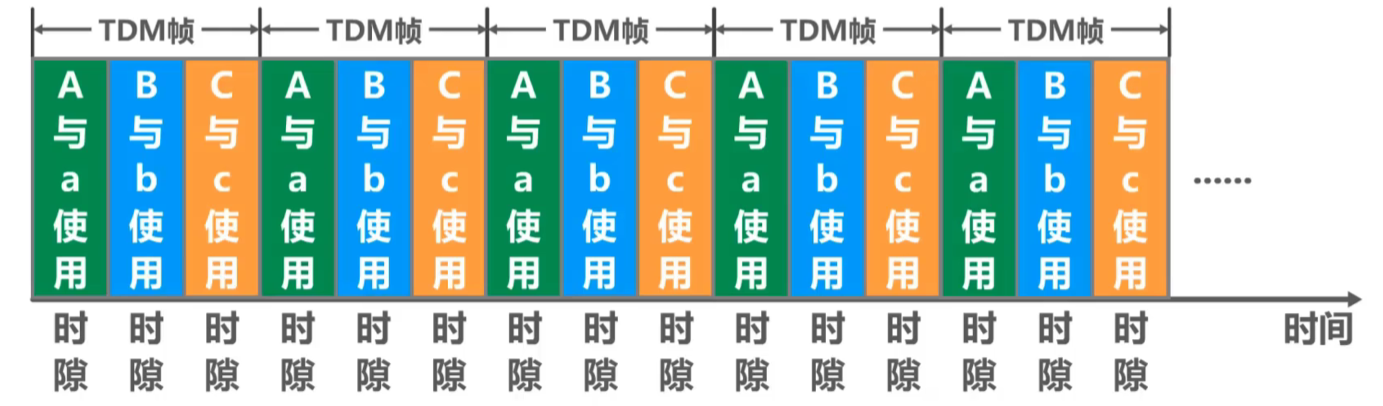 TDM帧 TDM帧 TDM帧 TDM帧 TDM帧
A与a使用 B与b使用 C与c使用 A与a使用 B与b使用 C与c使用 A与a使用 B与b使用 C与c使用 A与a使用 B与b使用 C与c使用 A与a使用 B与b使用 C与c使用
……
时隙 时隙 时隙 时隙 时隙 时隙 时隙 时隙 时隙 时隙 时隙 时隙 时隙 时隙 时隙 时间